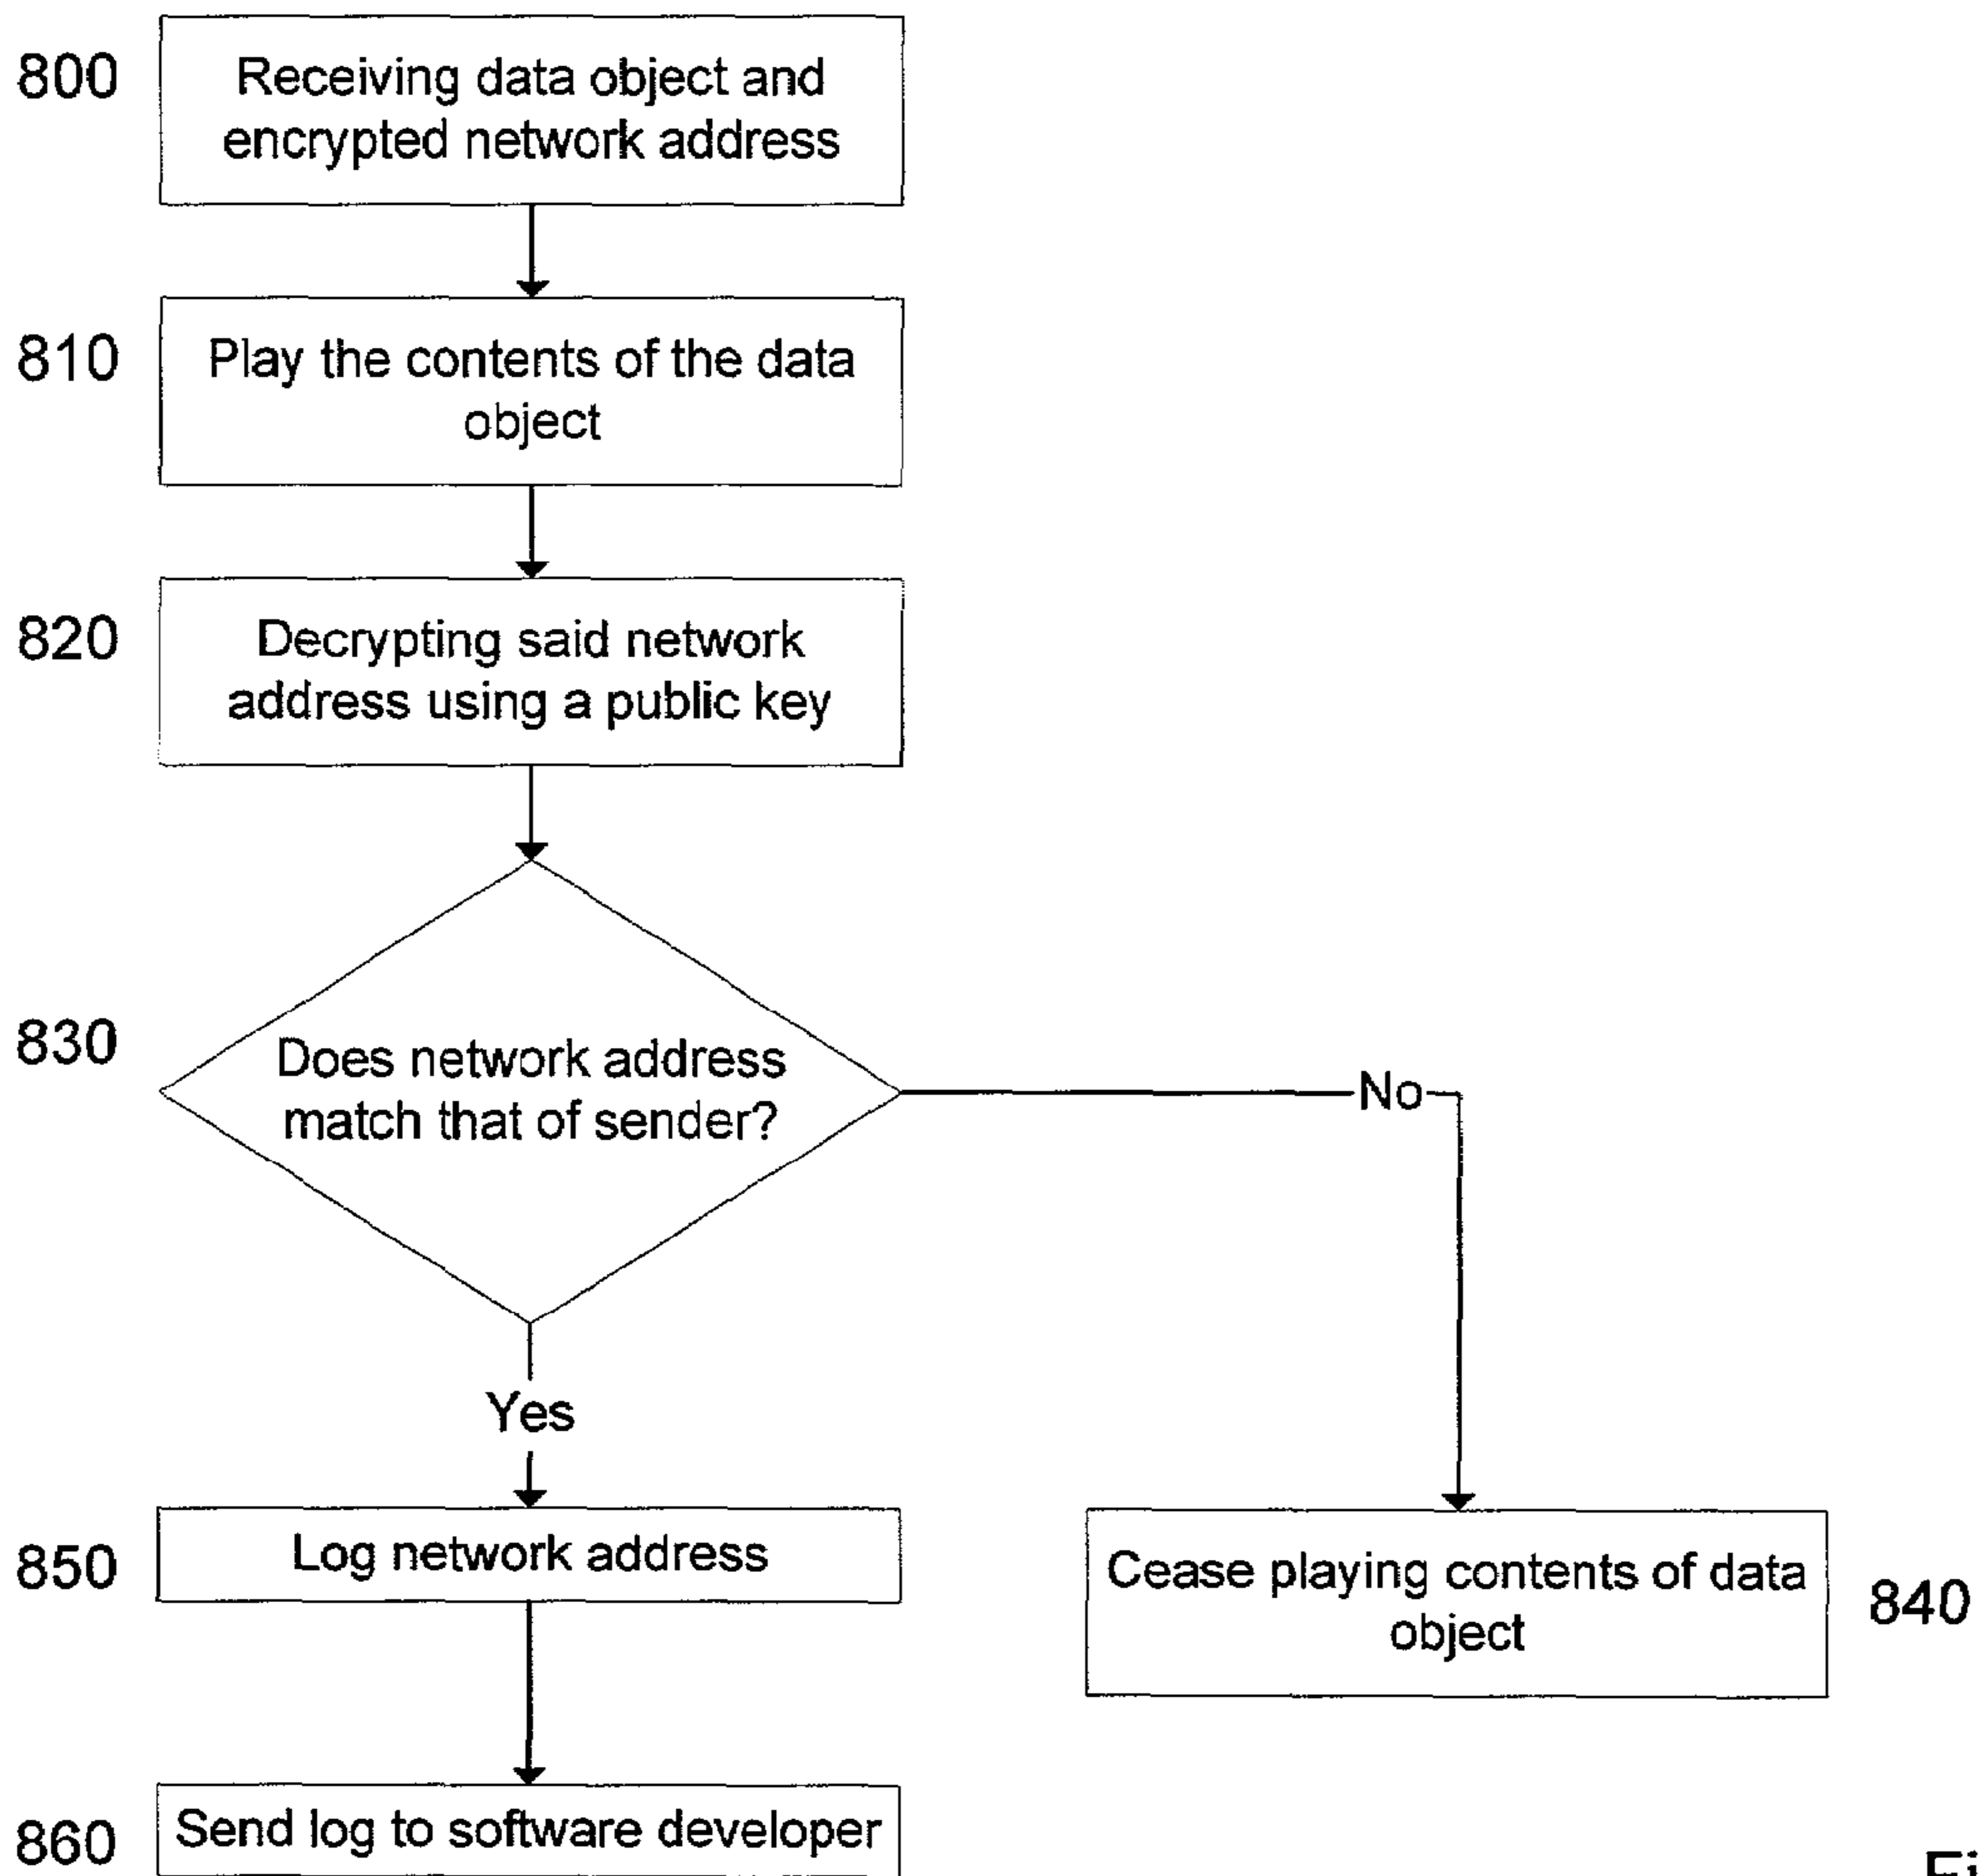 800
Receiving data object and
encrypted network address
810
Play the contents of the data
object
820
Decrypting said network
address using a public key
830
Does network address
match that of sender?
No
Yes
850
Log network address
Cease playing contents of data
object
840
860
Send log to software developer